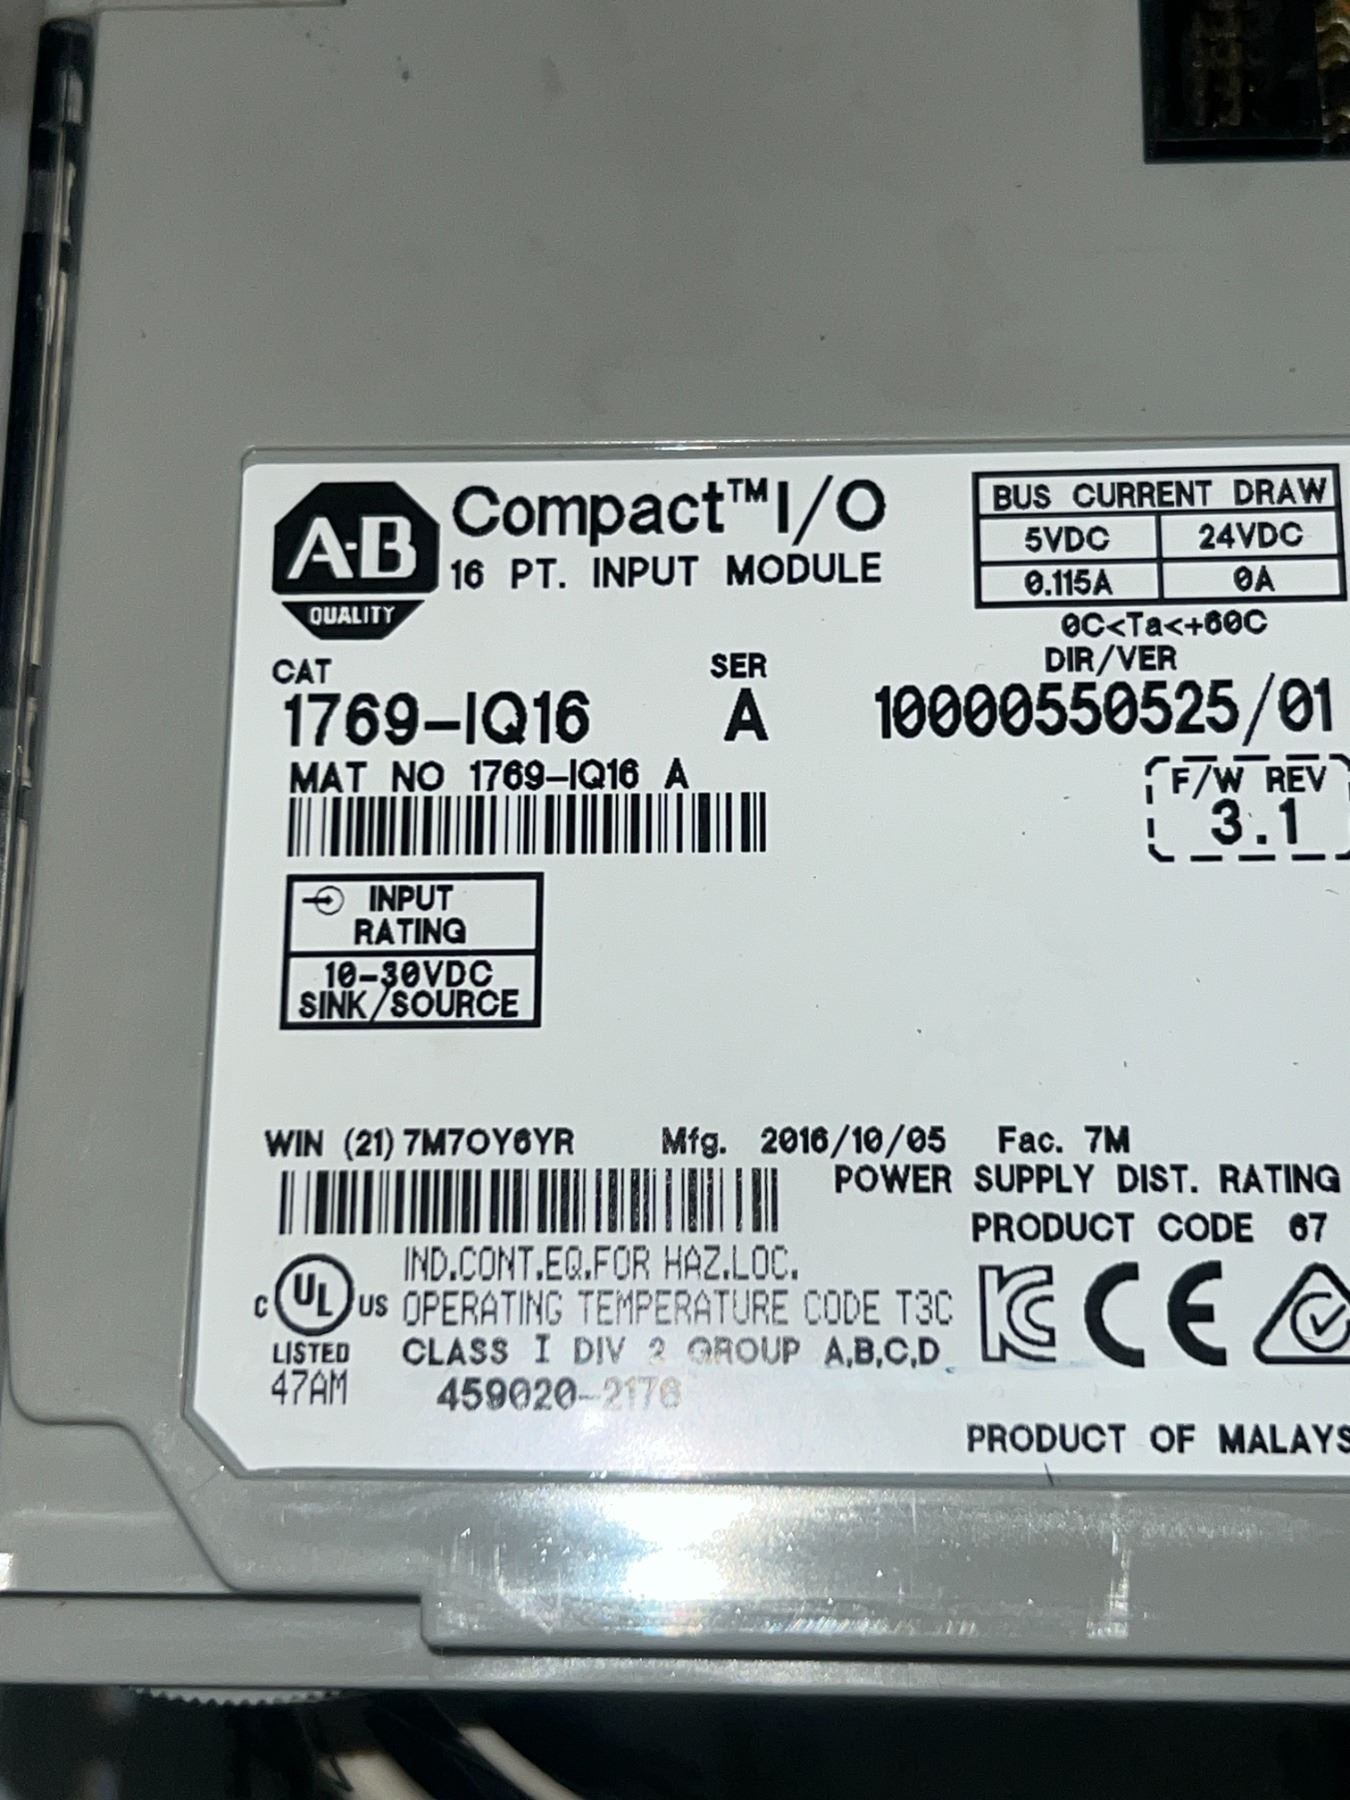 A-B
QUALITY
Compact™ I/O
16 PT. INPUT MODULE
BUS CURRENT DRAW
5VDC 24VDC
0.115A 0A
0C<Ta<+60C
CAT SER DIR/VER
1769-IQ16 A 10000550525/01
MAT NO 1769-IQ16 A
F/W REV
3.1
INPUT
RATING
10-30VDC
SINK/SOURCE
WIN (21) 7M7OY6YR Mfg. 2016/10/05 Fac. 7M
POWER SUPPLY DIST. RATING
PRODUCT CODE 67
C UL US
LISTED
47AM
IND.CONT.EQ.FOR HAZ.LOC.
OPERATING TEMPERATURE CODE T3C
CLASS I DIV 2 GROUP A,B,C,D
459020-2176
KC CE
PRODUCT OF MALAYS